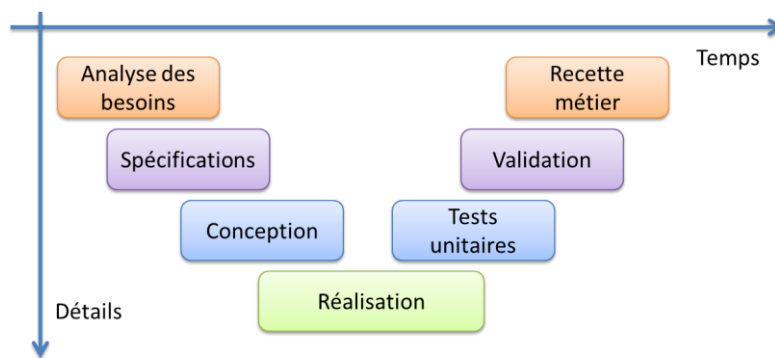 Temps
Analyse des
besoins
Recette
métier
Spécifications
Validation
Conception
Tests
unitaires
Réalisation
Détails